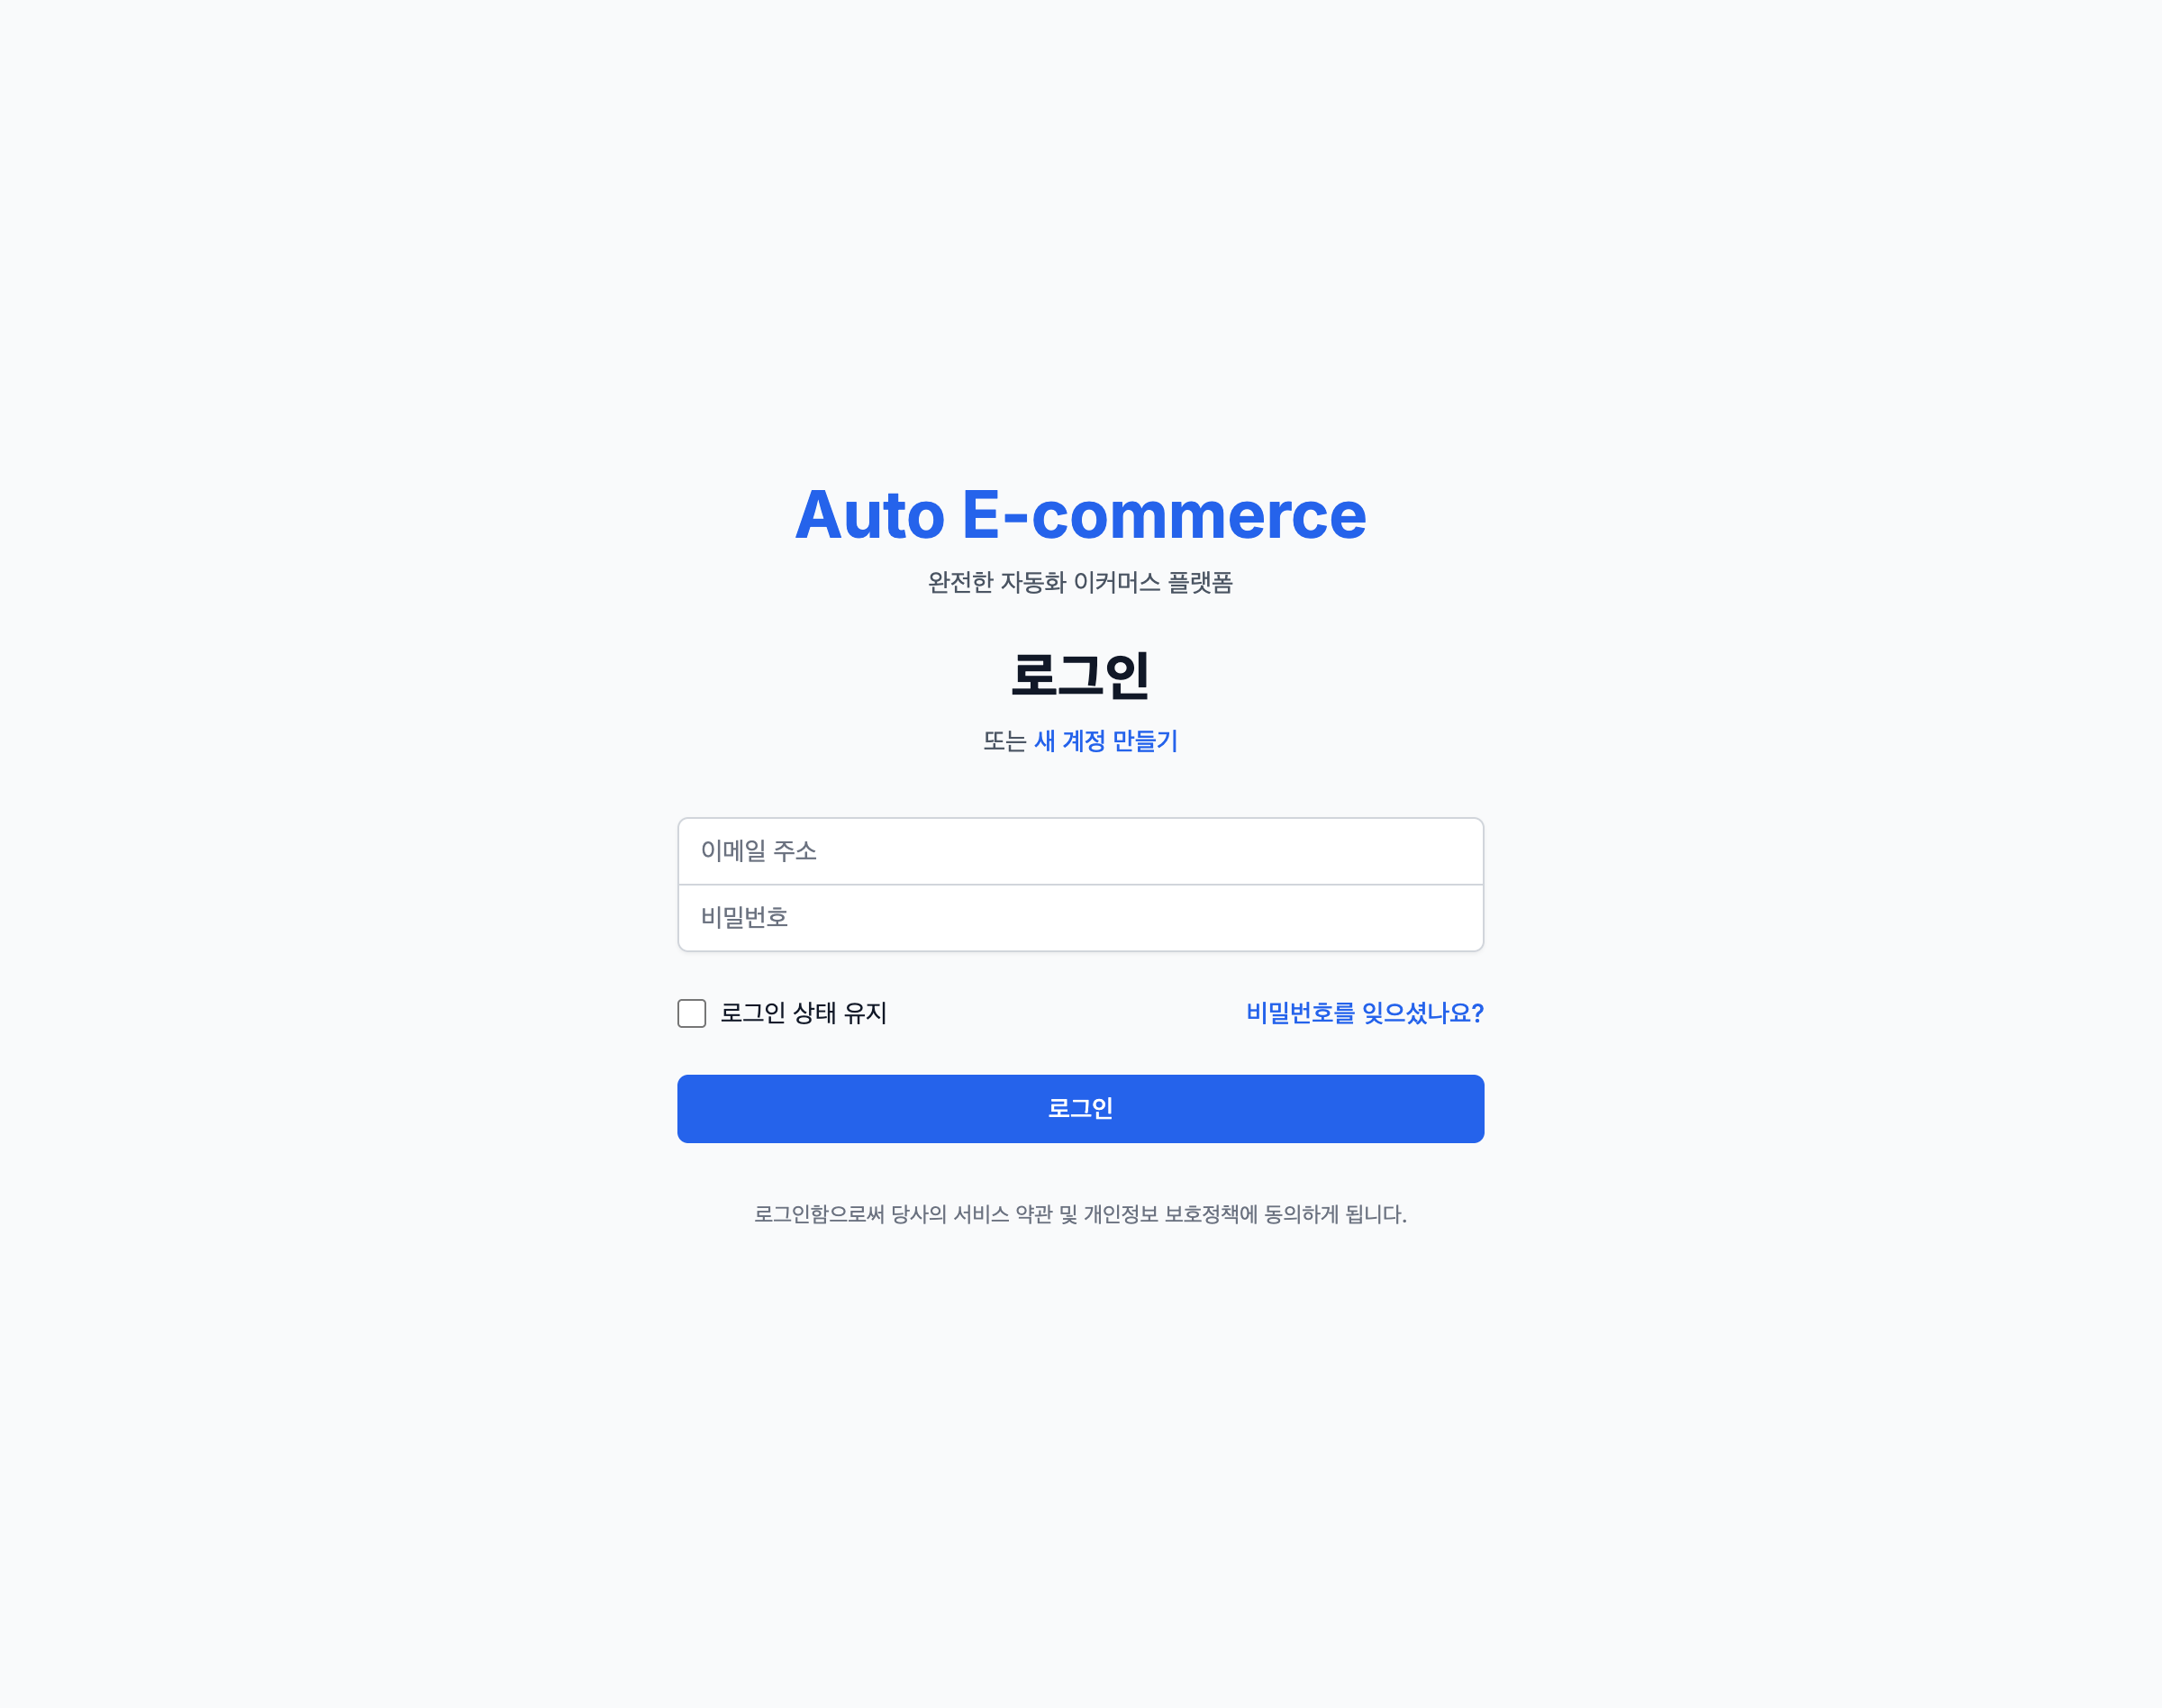 Auto E-commerce
완전한 자동화 이커머스 플랫폼
로그인
또는 새 계정 만들기
이메일 주소
비밀번호
로그인 상태 유지 비밀번호를 잊으셨나요?
로그인
로그인함으로써 당사의 서비스 약관 및 개인정보 보호정책에 동의하게 됩니다.